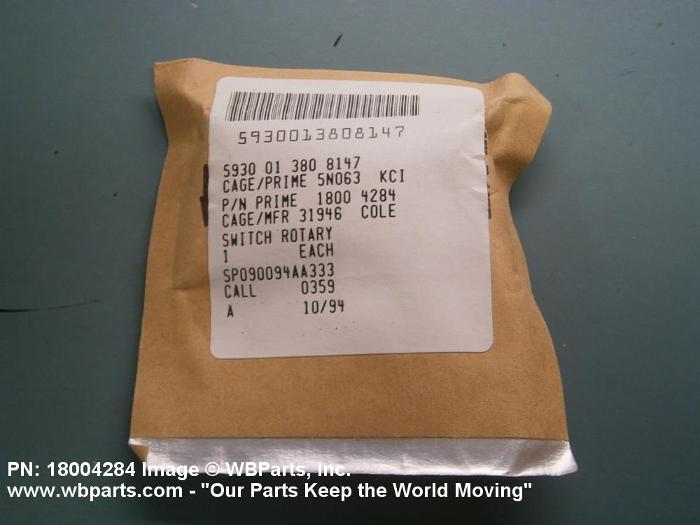 5930013808147
5930 01 380 8147
CAGE/PRIME 5N063 KCI
P/N PRIME 1800 4284
CAGE/MFR 31946 COLE
SWITCH ROTARY
1 EACH
SP090094AA333
CALL 0359
A 10/94
PN: 18004284 Image © WBParts, Inc.
www.wbparts.com - "Our Parts Keep the World Moving"